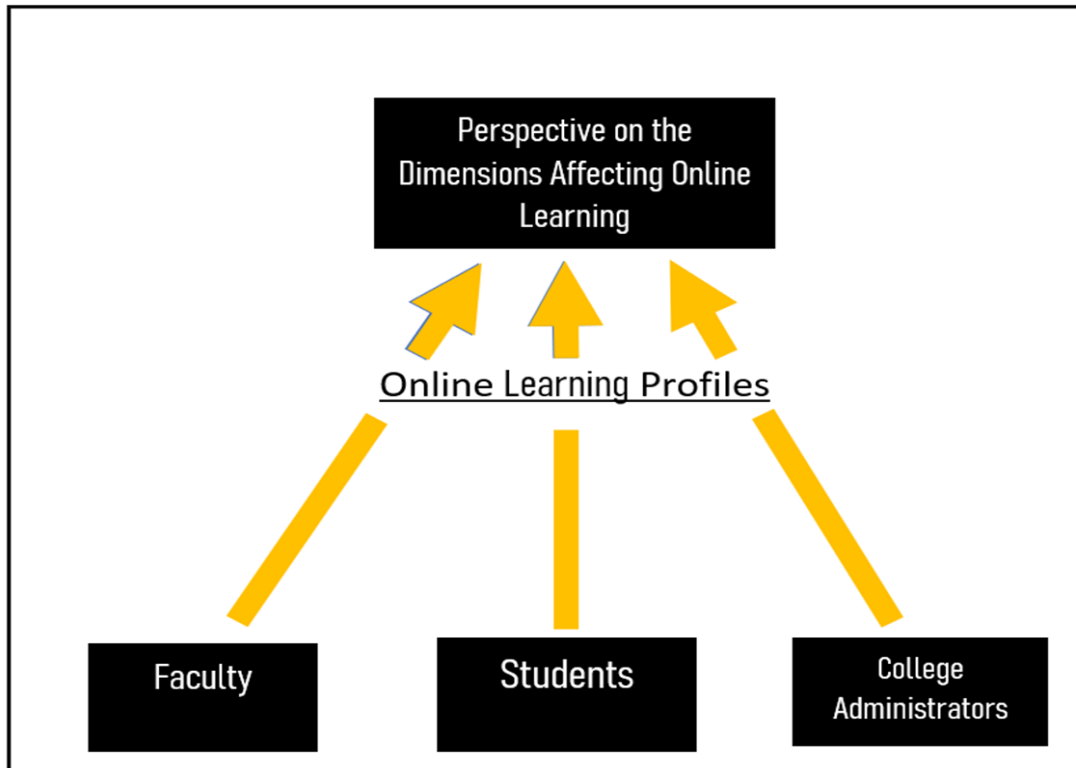 Perspective on the
Dimensions Affecting Online
Learning
Online Learning Profiles
Faculty
Students
College
Administrators